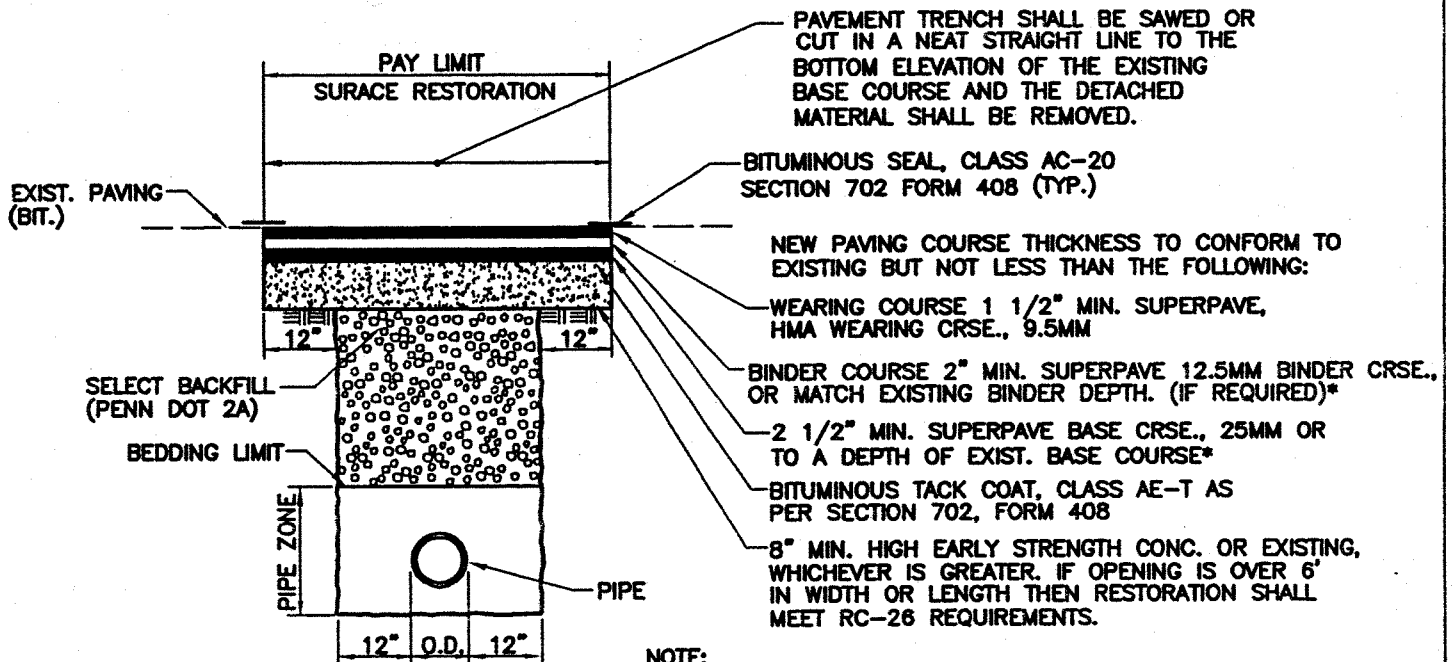 PAVEMENT TRENCH SHALL BE SAWED OR
CUT IN A NEAT STRAIGHT LINE TO THE
BOTTOM ELEVATION OF THE EXISTING
BASE COURSE AND THE DETACHED
MATERIAL SHALL BE REMOVED.
PAY LIMIT
SURACE RESTORATION
BITUMINOUS SEAL, CLASS AC-20
SECTION 702 FORM 408 (TYP.)
EXIST. PAVING
(BIT.)
NEW PAVING COURSE THICKNESS TO CONFORM TO
EXISTING BUT NOT LESS THAN THE FOLLOWING:
WEARING COURSE 1 1/2" MIN. SUPERPAVE,
HMA WEARING CRSE., 9.5MM
12"
12"
BINDER COURSE 2" MIN. SUPERPAVE 12.5MM BINDER CRSE.,
OR MATCH EXISTING BINDER DEPTH. (IF REQUIRED)*
SELECT BACKFILL
(PENN DOT 2A)
2 1/2" MIN. SUPERPAVE BASE CRSE., 25MM OR
TO A DEPTH OF EXIST. BASE COURSE*
BEDDING LIMIT
BITUMINOUS TACK COAT, CLASS AE-T AS
PER SECTION 702, FORM 408
8" MIN. HIGH EARLY STRENGTH CONC. OR EXISTING,
WHICHEVER IS GREATER. IF OPENING IS OVER 6'
IN WIDTH OR LENGTH THEN RESTORATION SHALL
MEET RC-26 REQUIREMENTS.
PIPE ZONE
PIPE
12" O.D. 12"
NOTE: